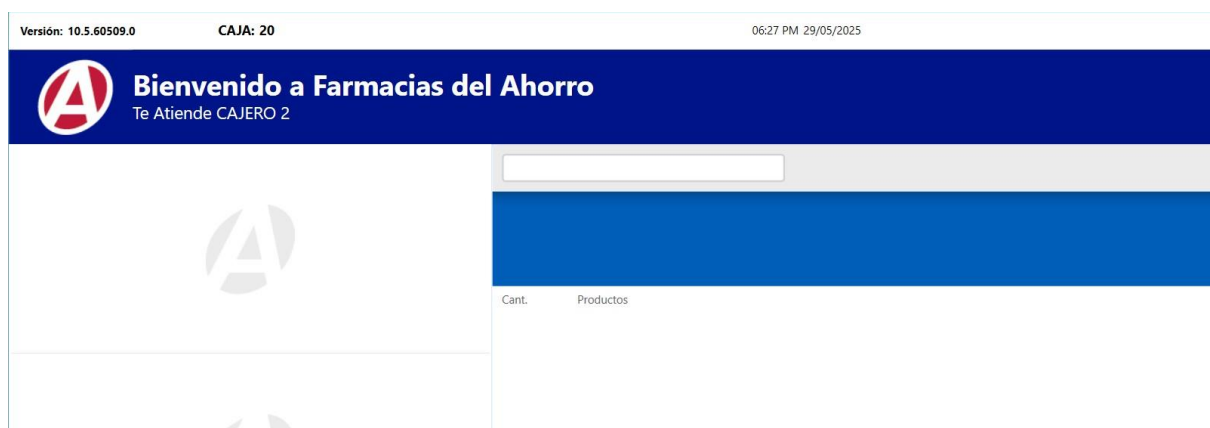 Versión: 10.5.60509.0 CAJA: 20 06:27 PM 29/05/2025
Bienvenido a Farmacias del Ahorro
Te Atiende CAJERO 2
Cant. Productos